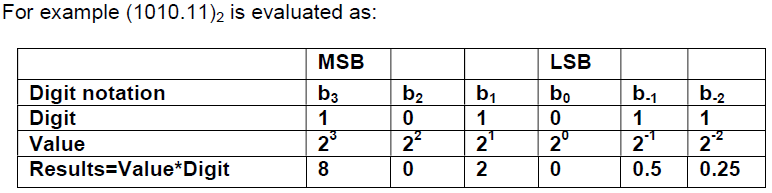 For example (1010.11)₂ is evaluated as:
MSB LSB
Digit notation b₃ b₂ b₁ b₀ b₋₁ b₋₂
Digit 1 0 1 0 1 1
Value 2³ 2² 2¹ 2⁰ 2⁻¹ 2⁻²
Results=Value*Digit 8 0 2 0 0.5 0.25